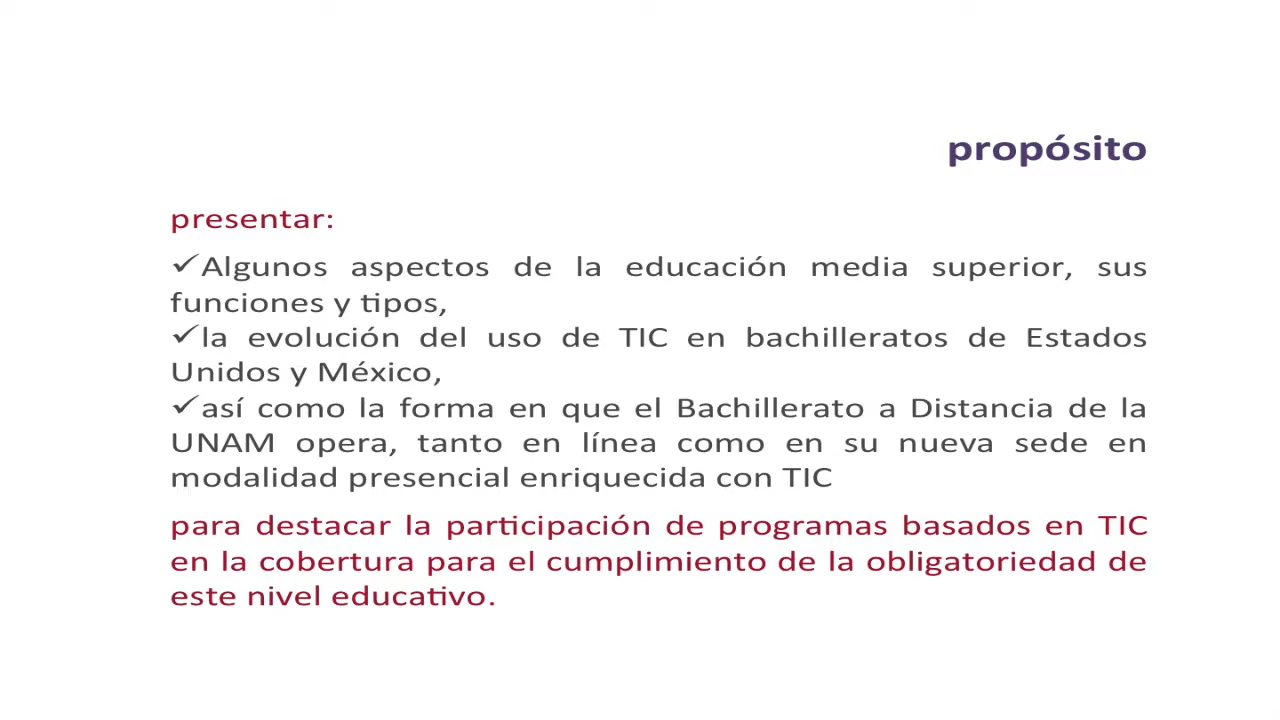 propósito
presentar:
✓Algunos aspectos de la educación media superior, sus
funciones y tipos,
✓la evolución del uso de TIC en bachilleratos de Estados
Unidos y México,
✓así como la forma en que el Bachillerato a Distancia de la
UNAM opera, tanto en línea como en su nueva sede en
modalidad presencial enriquecida con TIC
para destacar la participación de programas basados en TIC
en la cobertura para el cumplimiento de la obligatoriedad de
este nivel educativo.